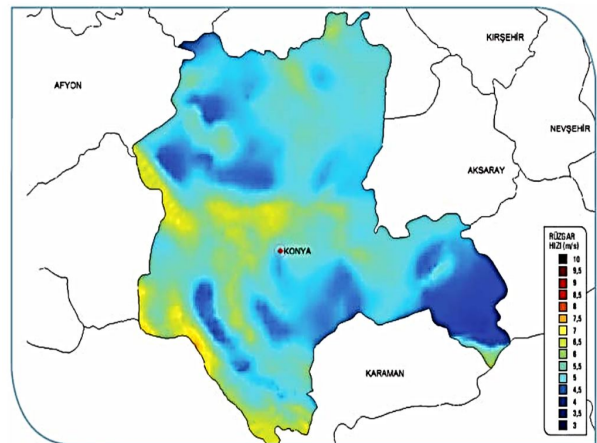 KIRŞEHİR
AFYON
NEVŞEHİR
AKSARAY
KONYA
KARAMAN
RÜZGAR
HIZI (m/s)
10
9,5
9
8,5
8
7,5
7
6,5
6
5,5
5
4,5
4
3,5
3